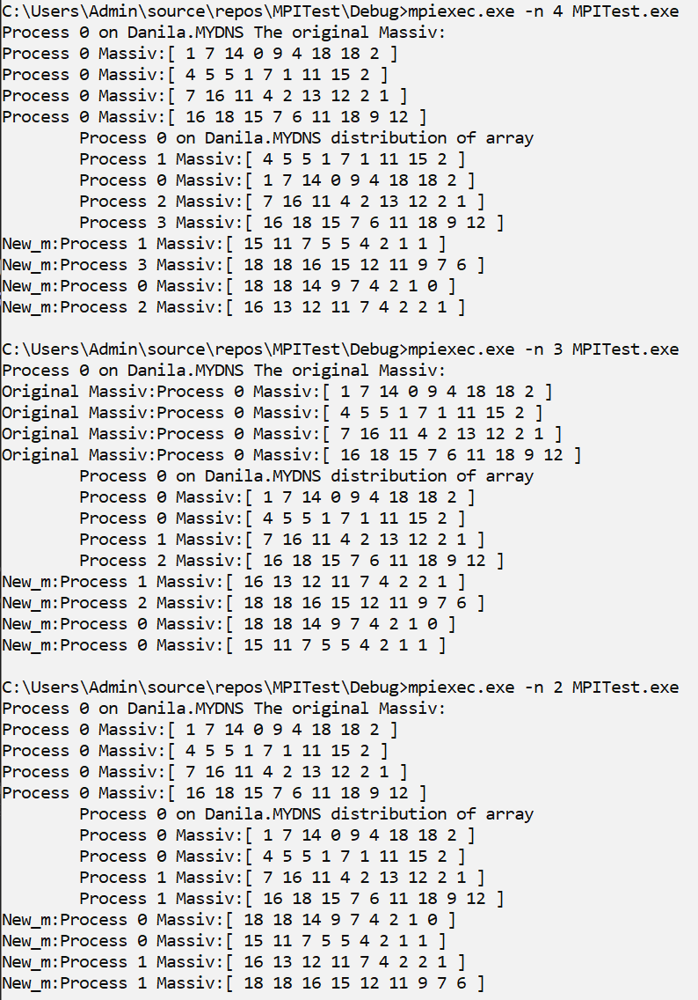 C:\Users\Admin\source\repos\MPITest\Debug>mpiexec.exe -n 4 MPITest.exe
Process 0 on Danila.MYDNS The original Massiv:
Process 0 Massiv:[ 1 7 14 0 9 4 18 18 2 ]
Process 0 Massiv:[ 4 5 5 1 7 1 11 15 2 ]
Process 0 Massiv:[ 7 16 11 4 2 13 12 2 1 ]
Process 0 Massiv:[ 16 18 15 7 6 11 18 9 12 ]
        Process 0 on Danila.MYDNS distribution of array
        Process 1 Massiv:[ 4 5 5 1 7 1 11 15 2 ]
        Process 0 Massiv:[ 1 7 14 0 9 4 18 18 2 ]
        Process 2 Massiv:[ 7 16 11 4 2 13 12 2 1 ]
        Process 3 Massiv:[ 16 18 15 7 6 11 18 9 12 ]
New_m:Process 1 Massiv:[ 15 11 7 5 5 4 2 1 1 ]
New_m:Process 3 Massiv:[ 18 18 16 15 12 11 9 7 6 ]
New_m:Process 0 Massiv:[ 18 18 14 9 7 4 2 1 0 ]
New_m:Process 2 Massiv:[ 16 13 12 11 7 4 2 2 1 ]

C:\Users\Admin\source\repos\MPITest\Debug>mpiexec.exe -n 3 MPITest.exe
Process 0 on Danila.MYDNS The original Massiv:
Original Massiv:Process 0 Massiv:[ 1 7 14 0 9 4 18 18 2 ]
Original Massiv:Process 0 Massiv:[ 4 5 5 1 7 1 11 15 2 ]
Original Massiv:Process 0 Massiv:[ 7 16 11 4 2 13 12 2 1 ]
Original Massiv:Process 0 Massiv:[ 16 18 15 7 6 11 18 9 12 ]
        Process 0 on Danila.MYDNS distribution of array
        Process 0 Massiv:[ 1 7 14 0 9 4 18 18 2 ]
        Process 0 Massiv:[ 4 5 5 1 7 1 11 15 2 ]
        Process 1 Massiv:[ 7 16 11 4 2 13 12 2 1 ]
        Process 2 Massiv:[ 16 18 15 7 6 11 18 9 12 ]
New_m:Process 1 Massiv:[ 16 13 12 11 7 4 2 2 1 ]
New_m:Process 2 Massiv:[ 18 18 16 15 12 11 9 7 6 ]
New_m:Process 0 Massiv:[ 18 18 14 9 7 4 2 1 0 ]
New_m:Process 0 Massiv:[ 15 11 7 5 5 4 2 1 1 ]

C:\Users\Admin\source\repos\MPITest\Debug>mpiexec.exe -n 2 MPITest.exe
Process 0 on Danila.MYDNS The original Massiv:
Process 0 Massiv:[ 1 7 14 0 9 4 18 18 2 ]
Process 0 Massiv:[ 4 5 5 1 7 1 11 15 2 ]
Process 0 Massiv:[ 7 16 11 4 2 13 12 2 1 ]
Process 0 Massiv:[ 16 18 15 7 6 11 18 9 12 ]
        Process 0 on Danila.MYDNS distribution of array
        Process 0 Massiv:[ 1 7 14 0 9 4 18 18 2 ]
        Process 0 Massiv:[ 4 5 5 1 7 1 11 15 2 ]
        Process 1 Massiv:[ 7 16 11 4 2 13 12 2 1 ]
        Process 1 Massiv:[ 16 18 15 7 6 11 18 9 12 ]
New_m:Process 0 Massiv:[ 18 18 14 9 7 4 2 1 0 ]
New_m:Process 0 Massiv:[ 15 11 7 5 5 4 2 1 1 ]
New_m:Process 1 Massiv:[ 16 13 12 11 7 4 2 2 1 ]
New_m:Process 1 Massiv:[ 18 18 16 15 12 11 9 7 6 ]